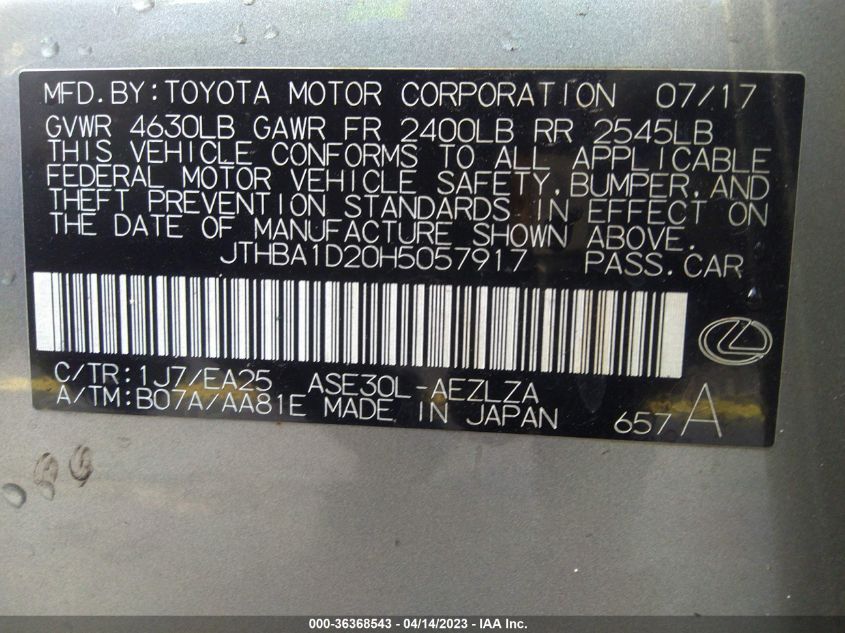 MFD.BY:TOYOTA MOTOR CORPORATION 07/17
GVWR 4630LB GAWR FR 2400LB RR 2545LB
THIS VEHICLE CONFORMS TO ALL APPLICABLE
FEDERAL MOTOR VEHICLE SAFETY,BUMPER,AND
THEFT PREVENTION STANDARDS IN EFFECT ON
THE DATE OF MANUFACTURE SHOWN ABOVE.
JTHBA1D20H5057917 PASS.CAR
C/TR:1J7/EA25 ASE30L-AEZLZA
A/TM:B07A/AA81E MADE IN JAPAN 657 A
000-36368543 - 04/14/2023 - IAA Inc.